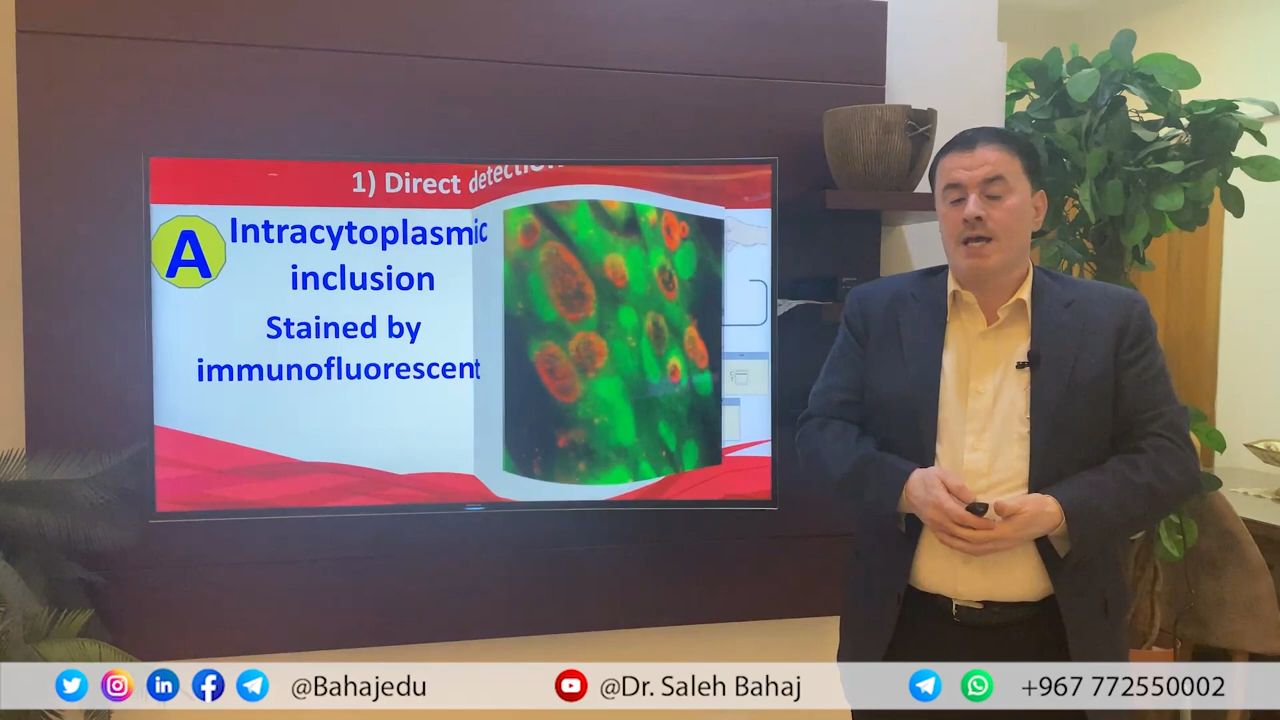 1) Direct detection
A
Intracytoplasmic
inclusion
Stained by
immunofluorescent
@Bahajedu
@Dr. Saleh Bahaj
+967 772550002